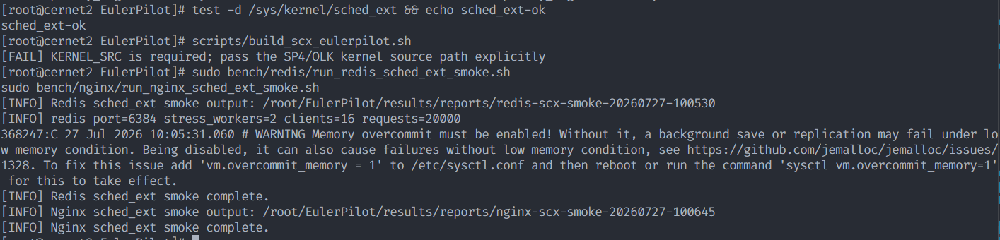 [root@cernet2 EulerPilot]# test -d /sys/kernel/sched_ext && echo sched_ext-ok
sched_ext-ok
[root@cernet2 EulerPilot]# scripts/build_scx_eulerpilot.sh
[FAIL] KERNEL_SRC is required; pass the SP4/OLK kernel source path explicitly
[root@cernet2 EulerPilot]# sudo bench/redis/run_redis_sched_ext_smoke.sh
sudo bench/nginx/run_nginx_sched_ext_smoke.sh
[INFO] Redis sched_ext smoke output: /root/EulerPilot/results/reports/redis-scx-smoke-20260727-100530
[INFO] redis port=6384 stress_workers=2 clients=16 requests=20000
368247:C 27 Jul 2026 10:05:31.060 # WARNING Memory overcommit must be enabled! Without it, a background save or replication may fail under lo
w memory condition. Being disabled, it can also cause failures without low memory condition, see https://github.com/jemalloc/jemalloc/issues/
1328. To fix this issue add 'vm.overcommit_memory = 1' to /etc/sysctl.conf and then reboot or run the command 'sysctl vm.overcommit_memory=1'
 for this to take effect.
[INFO] Redis sched_ext smoke complete.
[INFO] Nginx sched_ext smoke output: /root/EulerPilot/results/reports/nginx-scx-smoke-20260727-100645
[INFO] Nginx sched_ext smoke complete.
[root@cernet2 EulerPilot]#